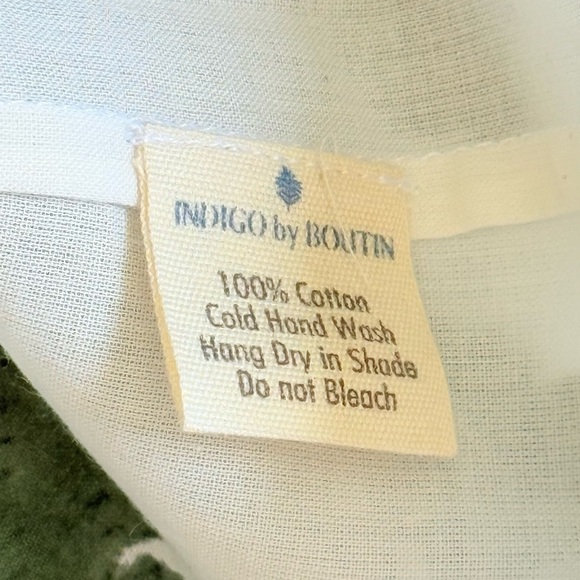 INDIGO by BOUTIN
100% Cotton
Cold Hand Wash
Hang Dry in Shade
Do not Bleach